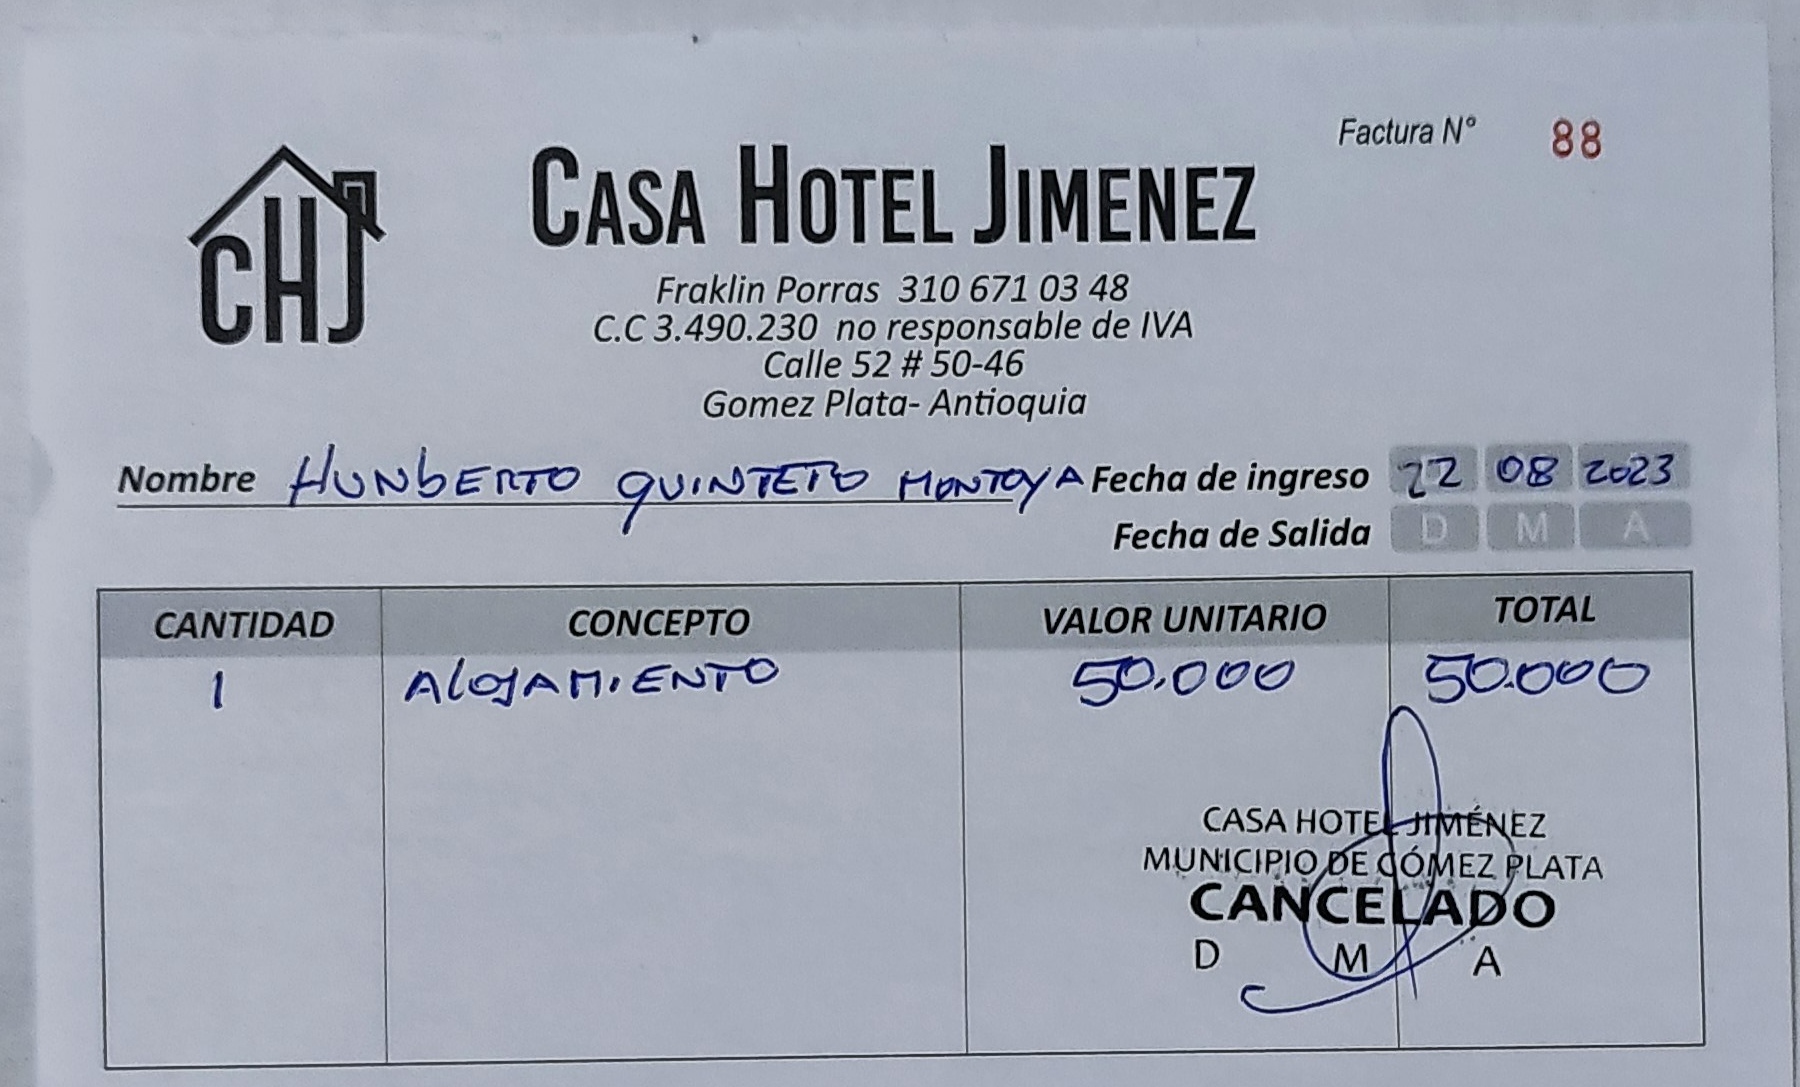 Factura N° 88
CHJ
CASA HOTEL JIMENEZ
Fraklin Porras 310 671 03 48
C.C 3.490.230 no responsable de IVA
Calle 52 # 50-46
Gomez Plata- Antioquia
Nombre HUNbERTO QUINTETO MONTOYA Fecha de ingreso 22 08 2023
Fecha de Salida D M A
CANTIDAD CONCEPTO VALOR UNITARIO TOTAL
1 AlOJAMIENTO 50.000 50.000
CASA HOTEL JIMÉNEZ
MUNICIPIO DE GÓMEZ PLATA
CANCELADO
D M A